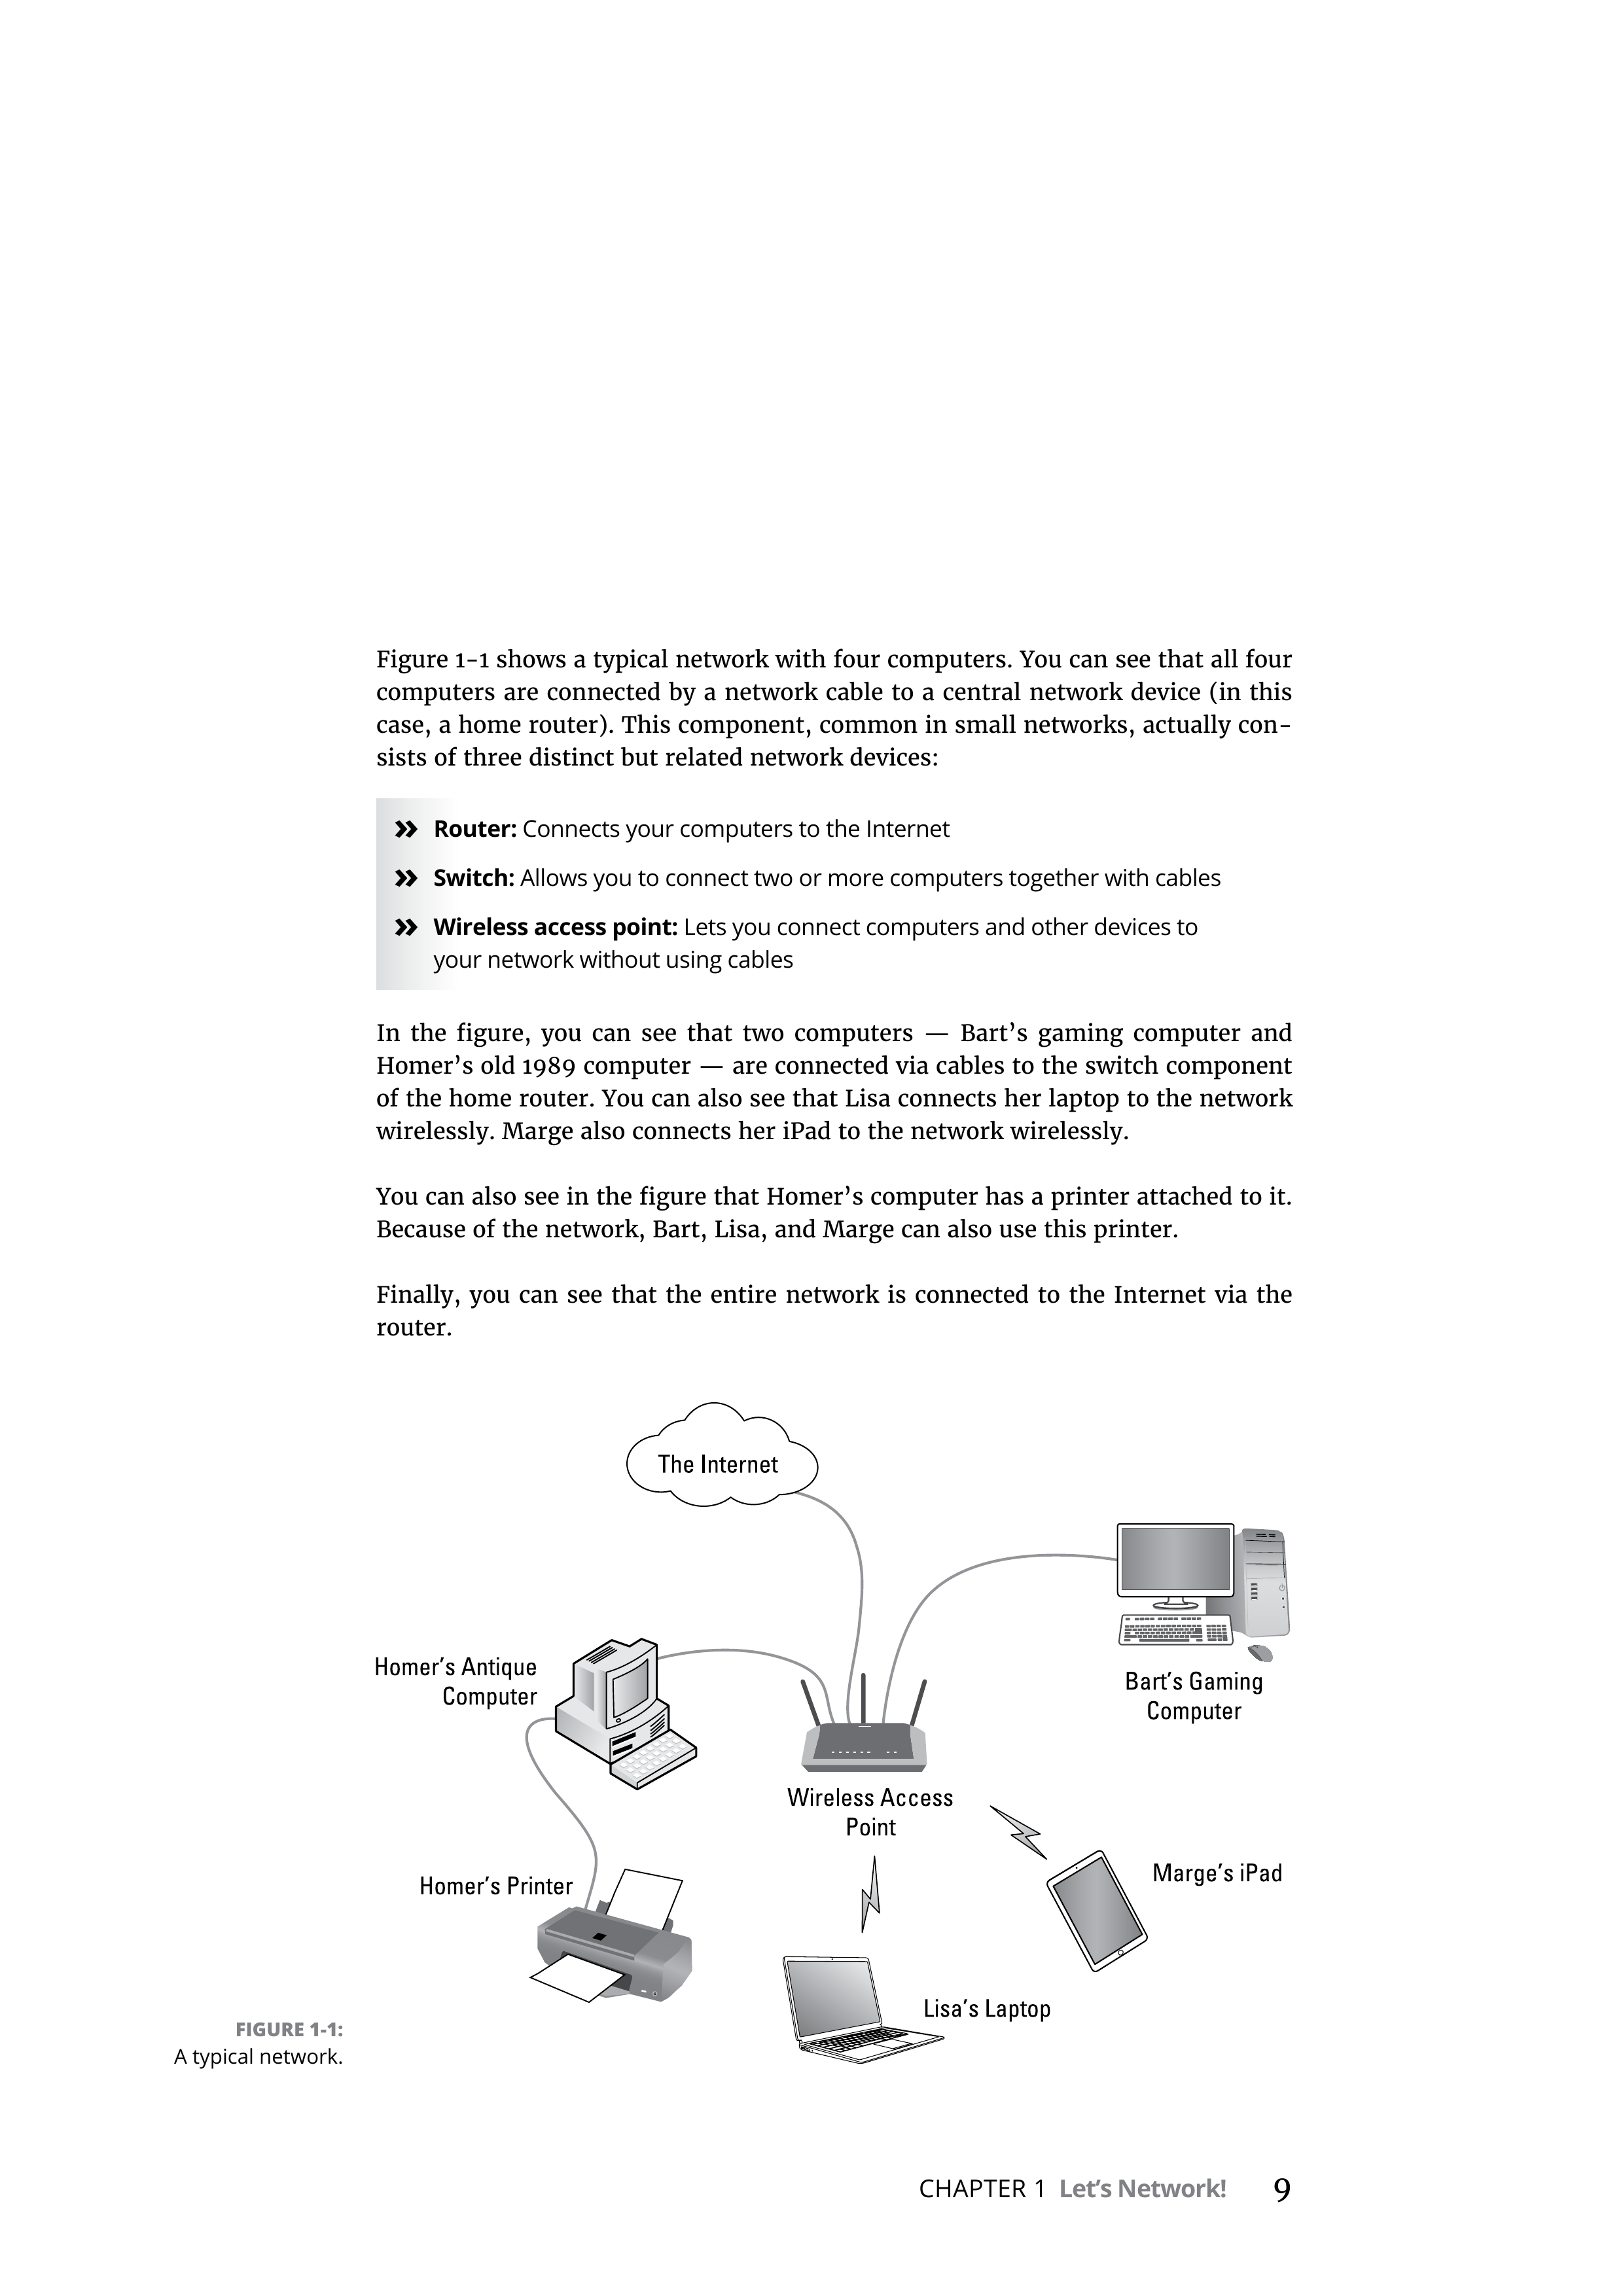 Figure 1-1 shows a typical network with four computers. You can see that all four
computers are connected by a network cable to a central network device (in this
case, a home router). This component, common in small networks, actually con-
sists of three distinct but related network devices:
» Router: Connects your computers to the Internet
» Switch: Allows you to connect two or more computers together with cables
» Wireless access point: Lets you connect computers and other devices to
your network without using cables
In the figure, you can see that two computers — Bart’s gaming computer and
Homer’s old 1989 computer — are connected via cables to the switch component
of the home router. You can also see that Lisa connects her laptop to the network
wirelessly. Marge also connects her iPad to the network wirelessly.
You can also see in the figure that Homer’s computer has a printer attached to it.
Because of the network, Bart, Lisa, and Marge can also use this printer.
Finally, you can see that the entire network is connected to the Internet via the
router.
The Internet
Homer’s Antique
Computer
Bart’s Gaming
Computer
Wireless Access
Point
Marge’s iPad
Homer’s Printer
Lisa’s Laptop
FIGURE 1-1:
A typical network.
CHAPTER 1 Let’s Network! 9